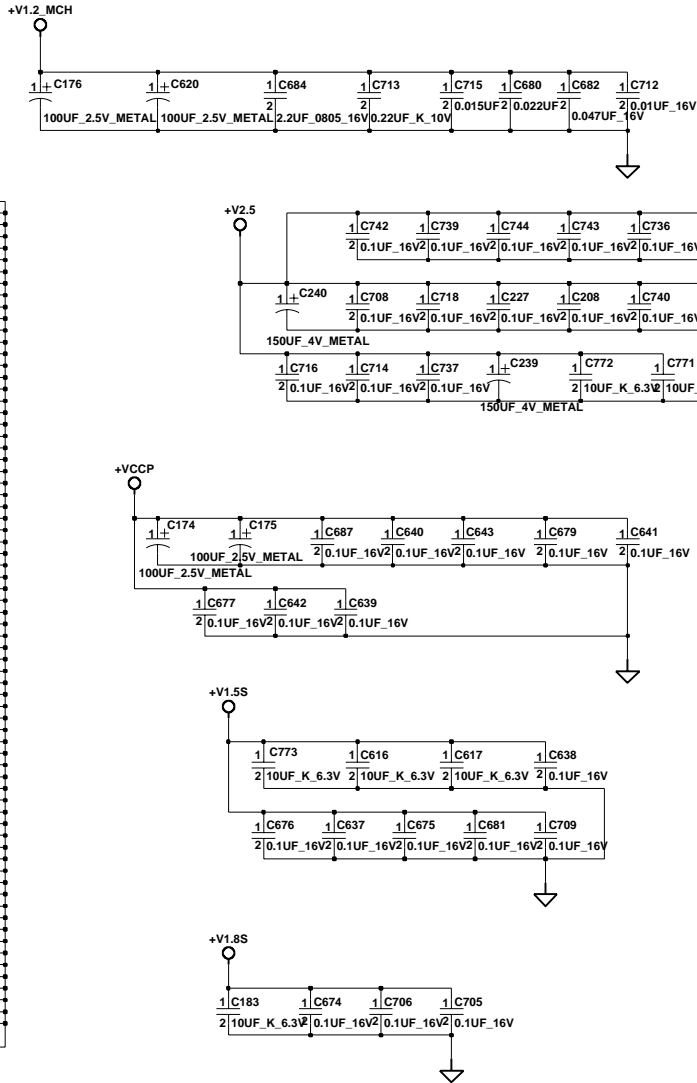 +V1.2_MCH
1 + C176 1 + C620 1 C684 1 C713 1 C715 1 C680 1 C682 1 C712
100UF_2.5V_METAL 100UF_2.5V_METAL 2 2.2UF_0805_16V 2 0.22UF_K_10V 2 0.015UF 2 0.022UF 2 0.047UF_16V 2 0.01UF_16V
+V2.5
1 C742 1 C739 1 C744 1 C743 1 C736
2 0.1UF_16V 2 0.1UF_16V 2 0.1UF_16V 2 0.1UF_16V 2 0.1UF_16V
1 + C240 1 C708 1 C718 1 C227 1 C208 1 C740
150UF_4V_METAL 2 0.1UF_16V 2 0.1UF_16V 2 0.1UF_16V 2 0.1UF_16V 2 0.1UF_16V
1 C716 1 C714 1 C737 1 + C239 1 C772 1 C771
2 0.1UF_16V 2 0.1UF_16V 2 0.1UF_16V 150UF_4V_METAL 2 10UF_K_6.3V 2 10UF_
+VCCP
1 + C174 1 + C175 1 C687 1 C640 1 C643 1 C679 1 C641
100UF_2.5V_METAL 100UF_2.5V_METAL 2 0.1UF_16V 2 0.1UF_16V 2 0.1UF_16V 2 0.1UF_16V 2 0.1UF_16V
1 C677 1 C642 1 C639
2 0.1UF_16V 2 0.1UF_16V 2 0.1UF_16V
+V1.5S
1 C773 1 C616 1 C617 1 C638
2 10UF_K_6.3V 2 10UF_K_6.3V 2 10UF_K_6.3V 2 0.1UF_16V
1 C676 1 C637 1 C675 1 C681 1 C709
2 0.1UF_16V 2 0.1UF_16V 2 0.1UF_16V 2 0.1UF_16V 2 0.1UF_16V
+V1.8S
1 C183 1 C674 1 C706 1 C705
2 10UF_K_6.3V 2 0.1UF_16V 2 0.1UF_16V 2 0.1UF_16V